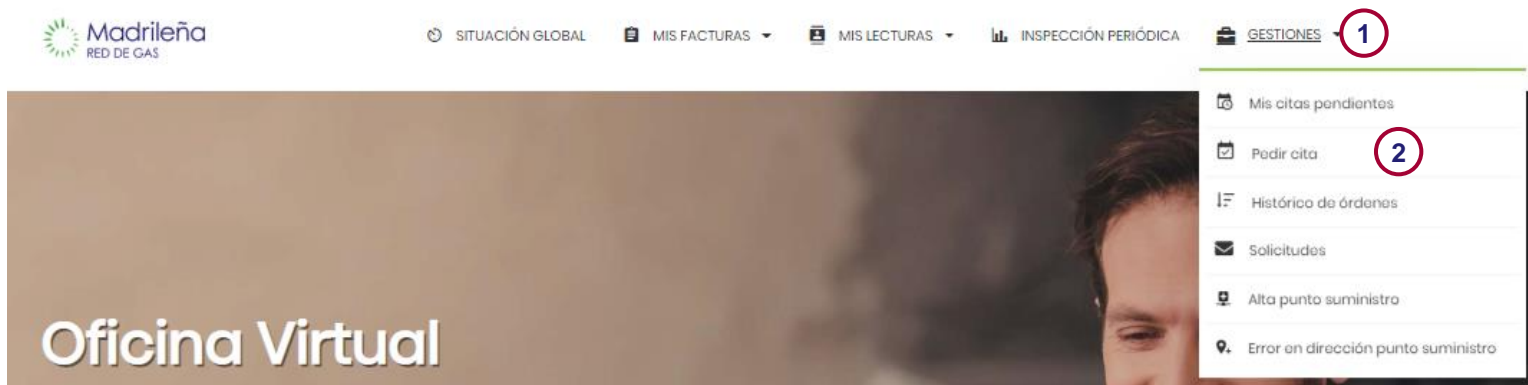 Madrileña
RED DE GAS
SITUACIÓN GLOBAL
MIS FACTURAS
MIS LECTURAS
INSPECCIÓN PERIÓDICA
GESTIONES
1
Mis citas pendientes
Pedir cita
2
Histórico de órdenes
Solicitudes
Alta punto suministro
Error en dirección punto suministro
Oficina Virtual